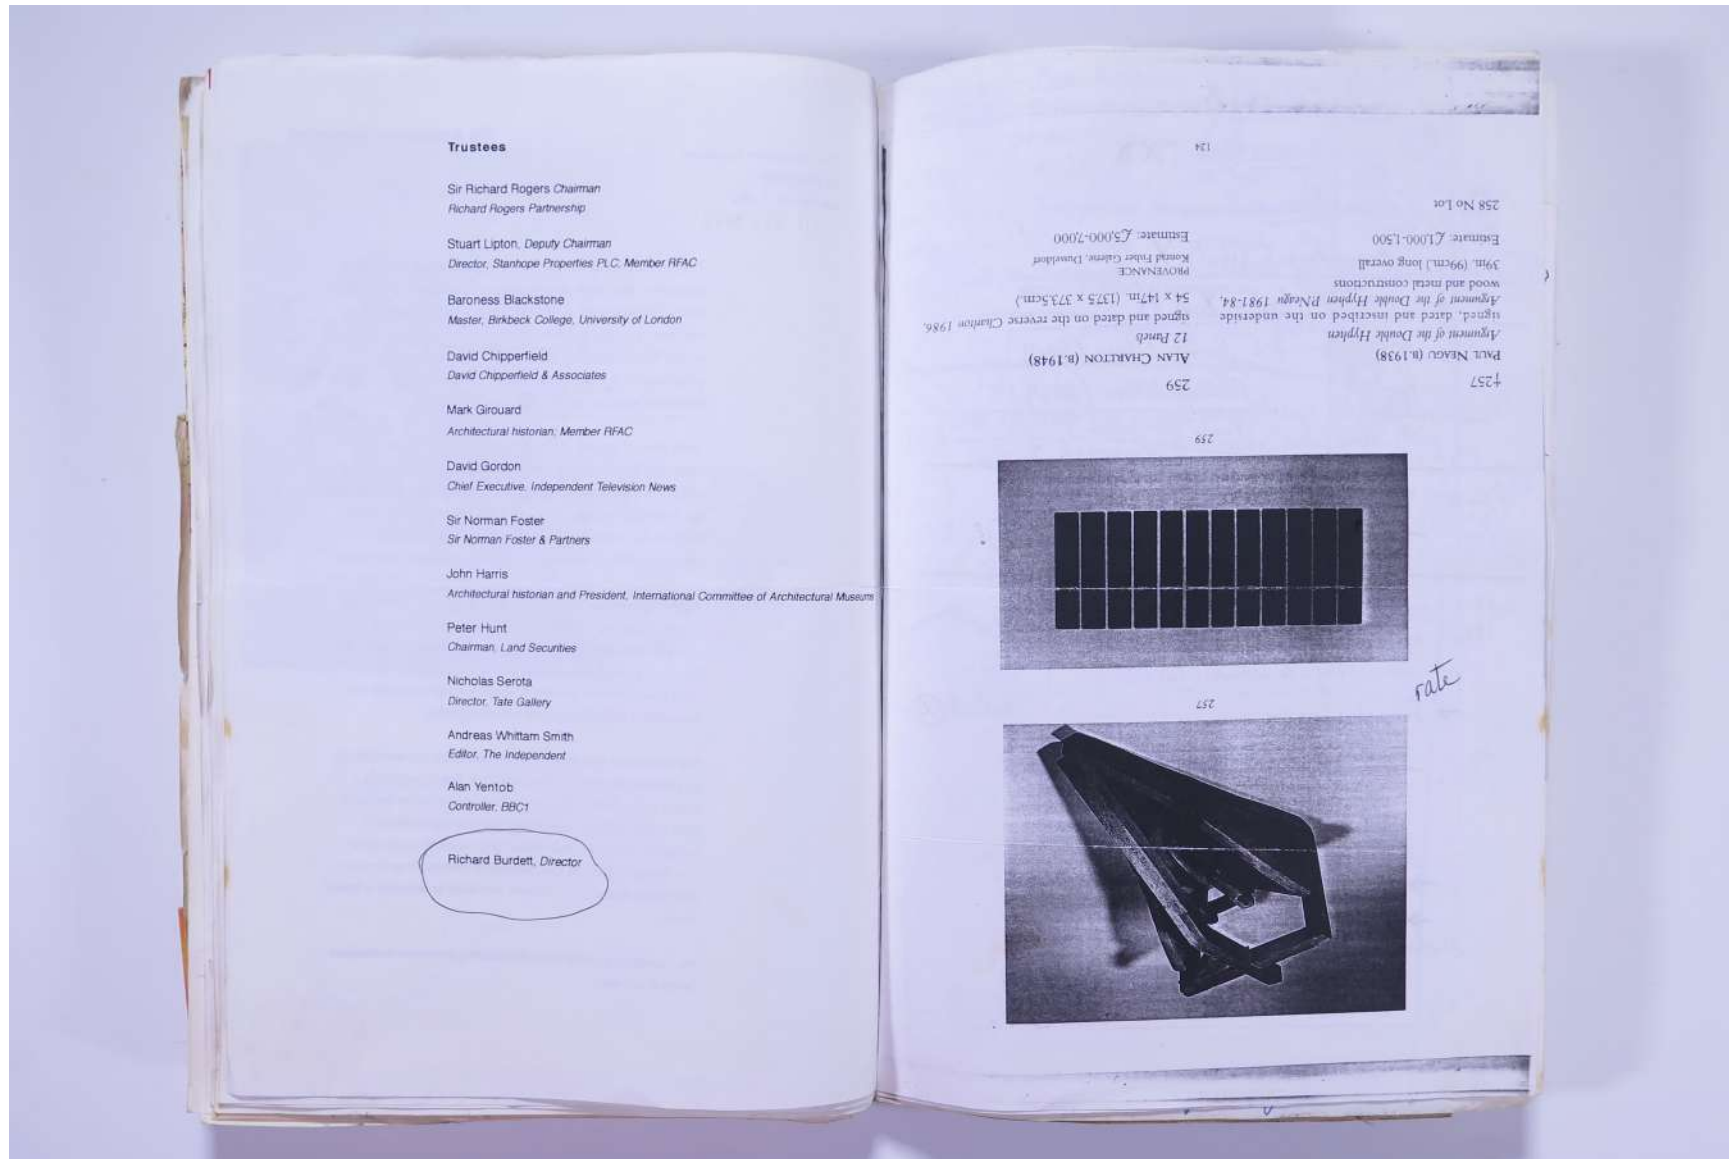 Trustees
Sir Richard Rogers Chairman
Richard Rogers Partnership
Stuart Lipton, Deputy Chairman
Director, Stanhope Properties PLC, Member RFAC
Baroness Blackstone
Master, Birkbeck College, University of London
David Chipperfield
David Chipperfield & Associates
Mark Girouard
Architectural historian; Member RFAC
David Gordon
Chief Executive, Independent Television News
Sir Norman Foster
Sir Norman Foster & Partners
John Harris
Architectural historian and President, International Committee of Architectural Museums
Peter Hunt
Chairman, Land Securities
Nicholas Serota
Director, Tate Gallery
Andreas Whittam Smith
Editor, The Independent
Alan Yentob
Controller, BBC1
Richard Burdett, Director
rate
257
259
†257
PAUL NEAGU (B.1938)
Argument of the Double Hyphen
signed, dated and inscribed on the underside
Argument of the Double Hyphen P.Neagu 1981-84,
wood and metal constructions
39in. (99cm.) long overall
Estimate: £1,000-1,500
258 No Lot
259
ALAN CHARLTON (B.1948)
12 Panels
signed and dated on the reverse Charlton 1986,
54 x 147in. (137.5 x 373.5cm.)
PROVENANCE
Konrad Fisher Galerie, Dusseldorf
Estimate: £5,000-7,000
124